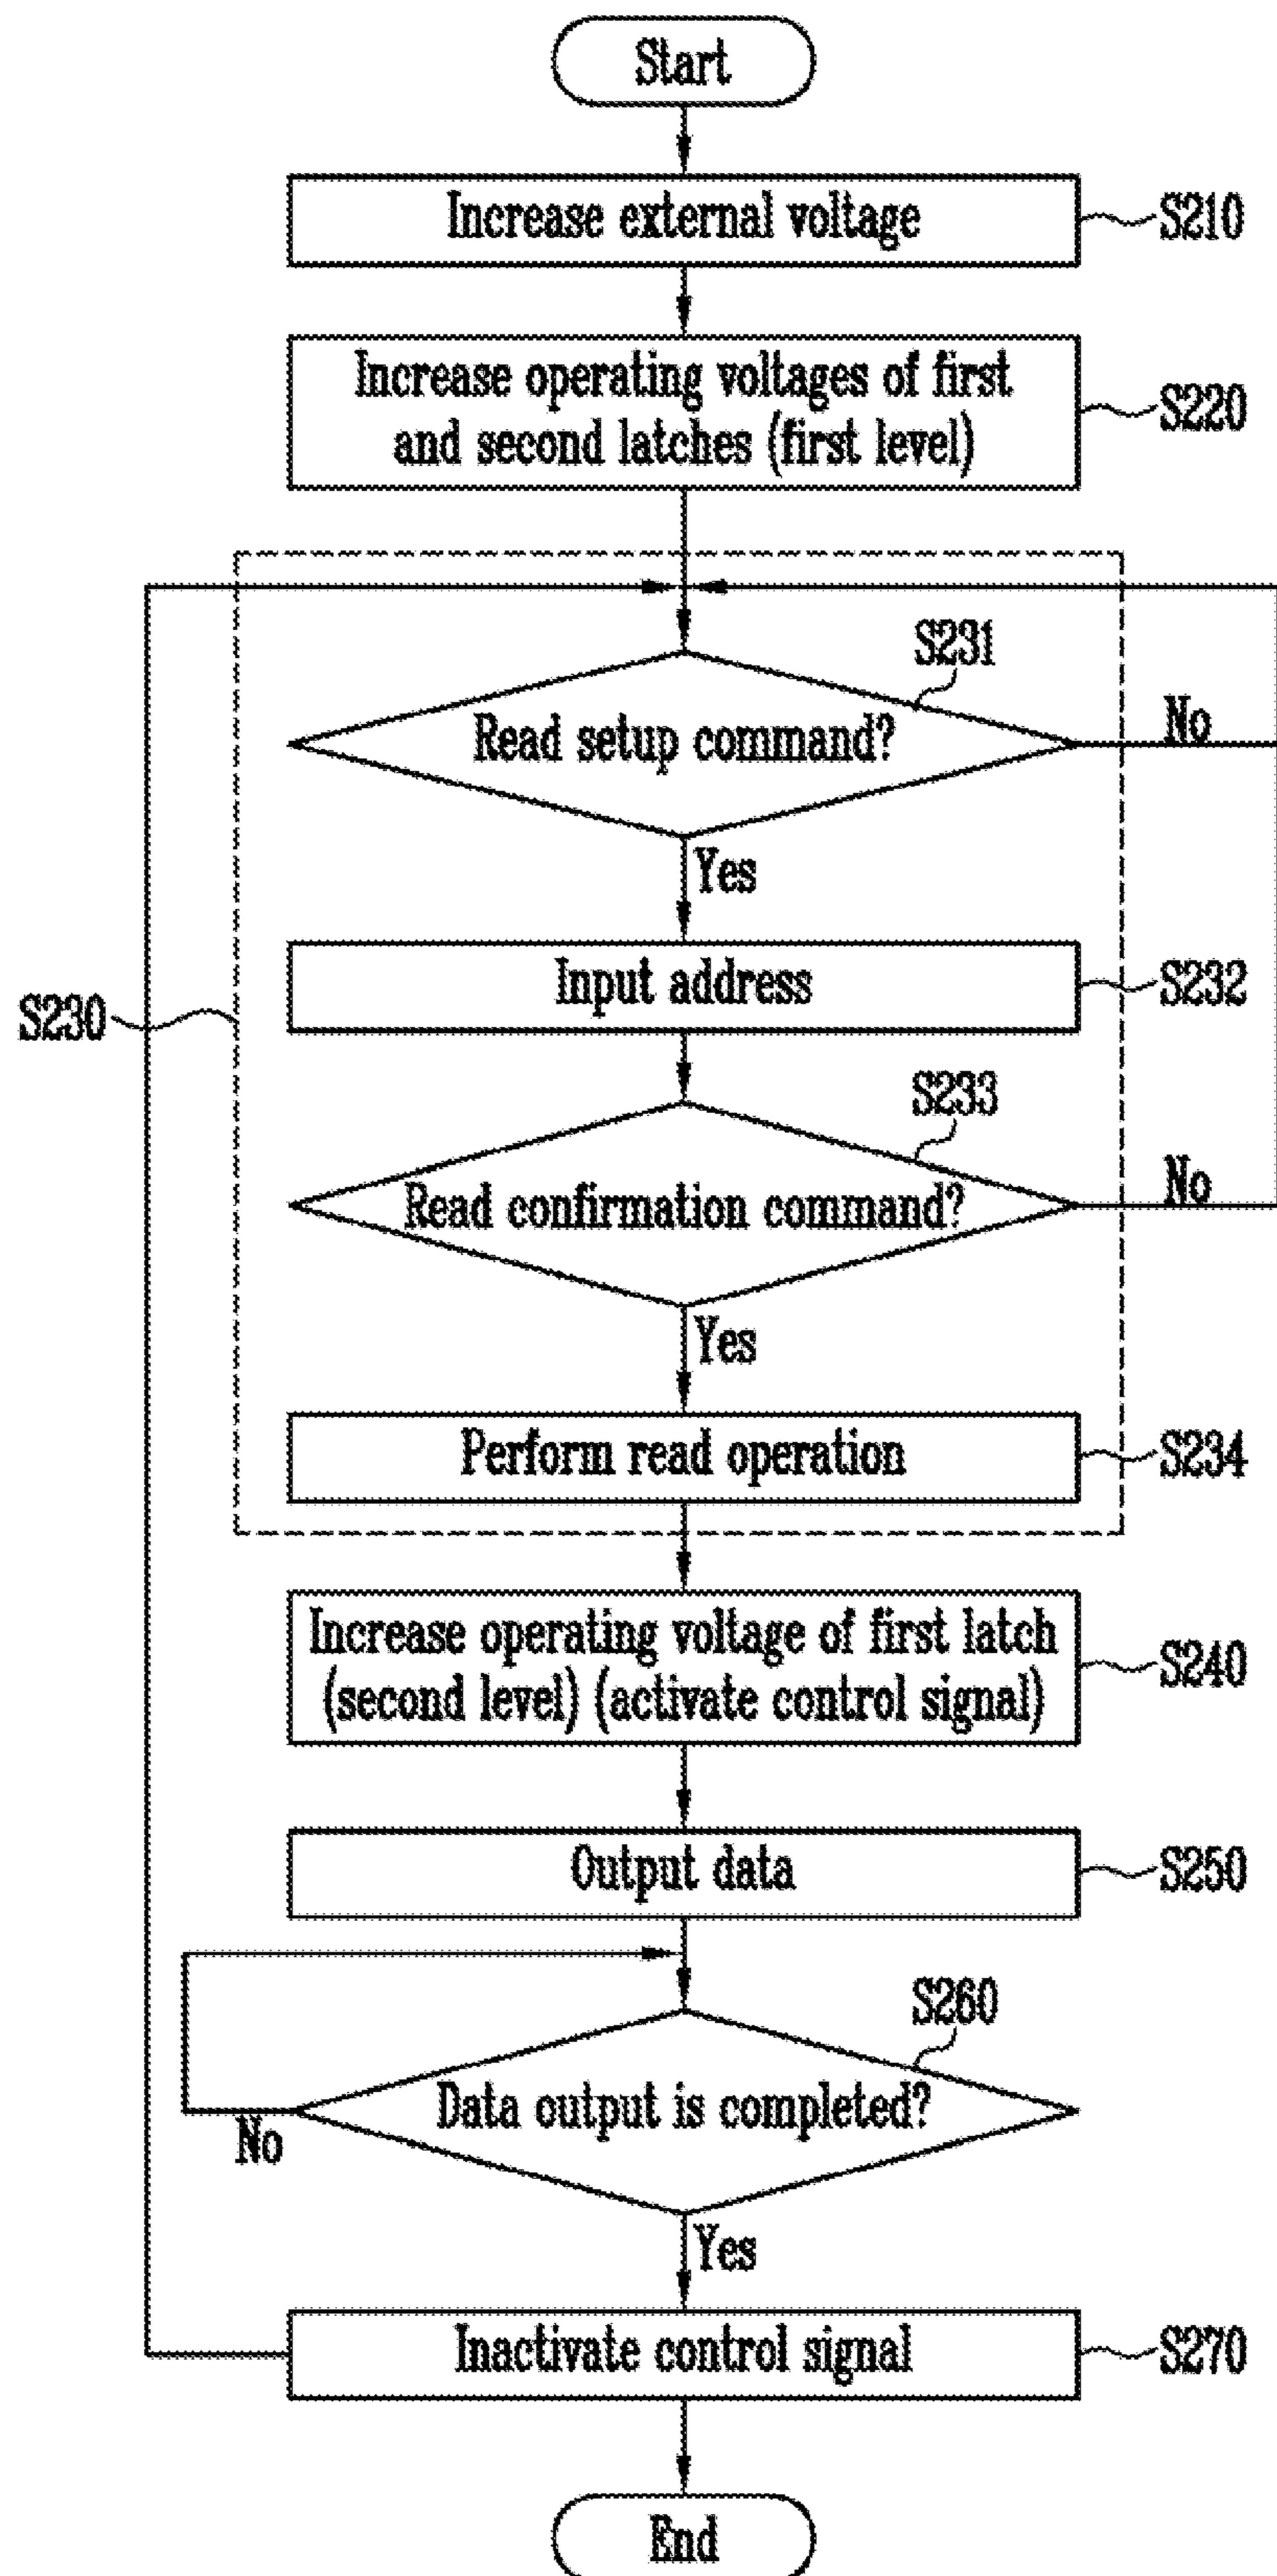 Start
Increase external voltage
S210
Increase operating voltages of first
and second latches (first level)
S220
S231
Read setup command?
No
Yes
Input address
S232
S230
S233
Read confirmation command?
No
Yes
Perform read operation
S234
Increase operating voltage of first latch
(second level) (activate control signal)
S240
Output data
S250
S260
Data output is completed?
No
Yes
Inactivate control signal
S270
End